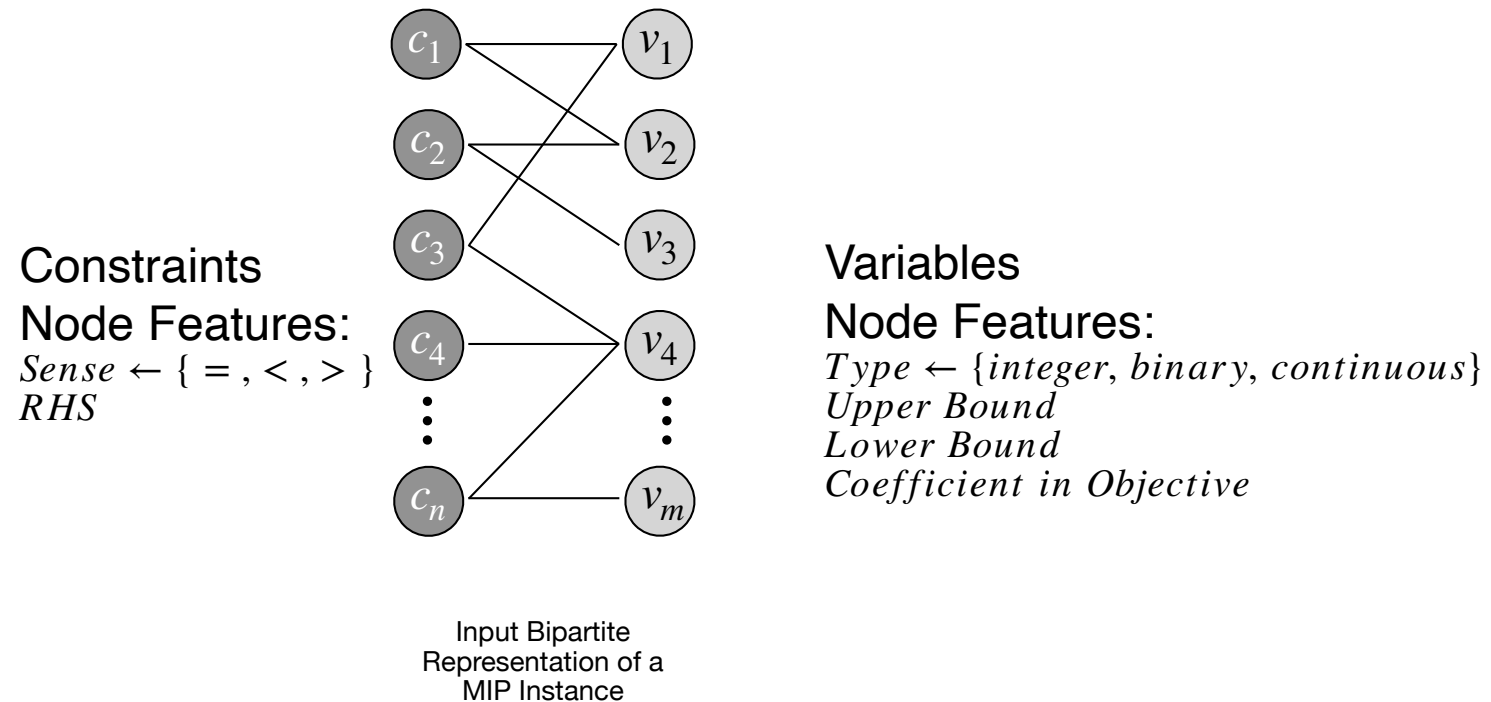 c1
v1
c2
v2
c3
v3
c4
v4
cn
vm
Constraints
Node Features:
Sense ← { = , < , > }
RHS
Variables
Node Features:
Type ← {integer, binary, continuous}
Upper Bound
Lower Bound
Coefficient in Objective
Input Bipartite
Representation of a
MIP Instance